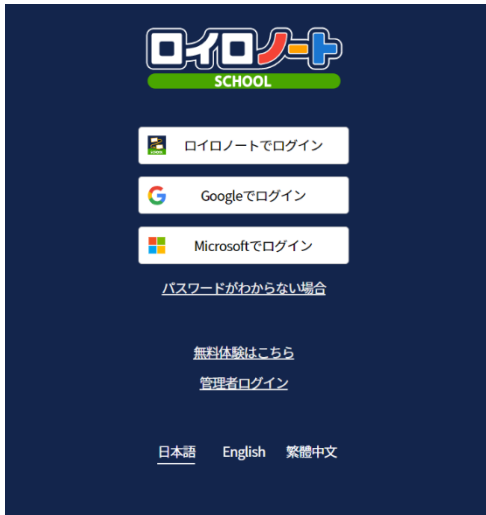 ロイロノート
SCHOOL
ロイロノートでログイン
Googleでログイン
Microsoftでログイン
パスワードがわからない場合
無料体験はこちら
管理者ログイン
日本語 English 繁體中文